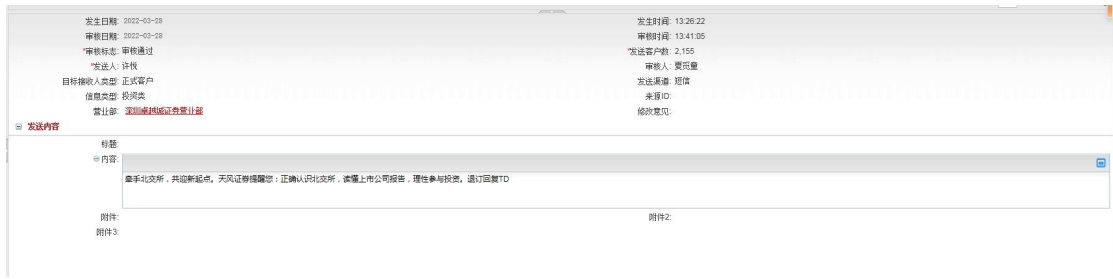 发生日期: 2022-03-28 发生时间: 13:26:22
审核日期: 2022-03-28 审核时间: 13:41:05
*审核标志: 审核通过 *发送客户数: 2,155
*发送人: 许悦 审核人: 夏觅童
目标接收人类型: 正式客户 发送渠道: 短信
信息类型: 投资类 来源ID:
营业部: 深圳卓越城证券营业部 修改意见:
发送内容
标题:
内容:
牵手北交所，共迎新起点。天风证券提醒您：正确认识北交所，读懂上市公司报告，理性参与投资。退订回复TD
附件: 附件2:
附件3: